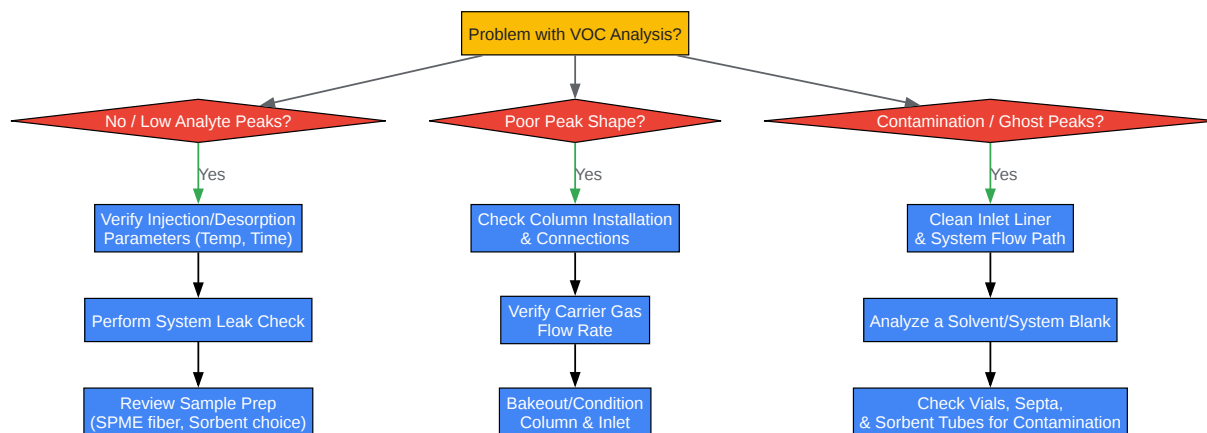 Problem with VOC Analysis?
No / Low Analyte Peaks?
Poor Peak Shape?
Contamination / Ghost Peaks?
Yes
Yes
Yes
Verify Injection/Desorption
Parameters (Temp, Time)
Check Column Installation
& Connections
Clean Inlet Liner
& System Flow Path
Perform System Leak Check
Verify Carrier Gas
Flow Rate
Analyze a Solvent/System Blank
Review Sample Prep
(SPME fiber, Sorbent choice)
Bakeout/Condition
Column & Inlet
Check Vials, Septa,
& Sorbent Tubes for Contamination